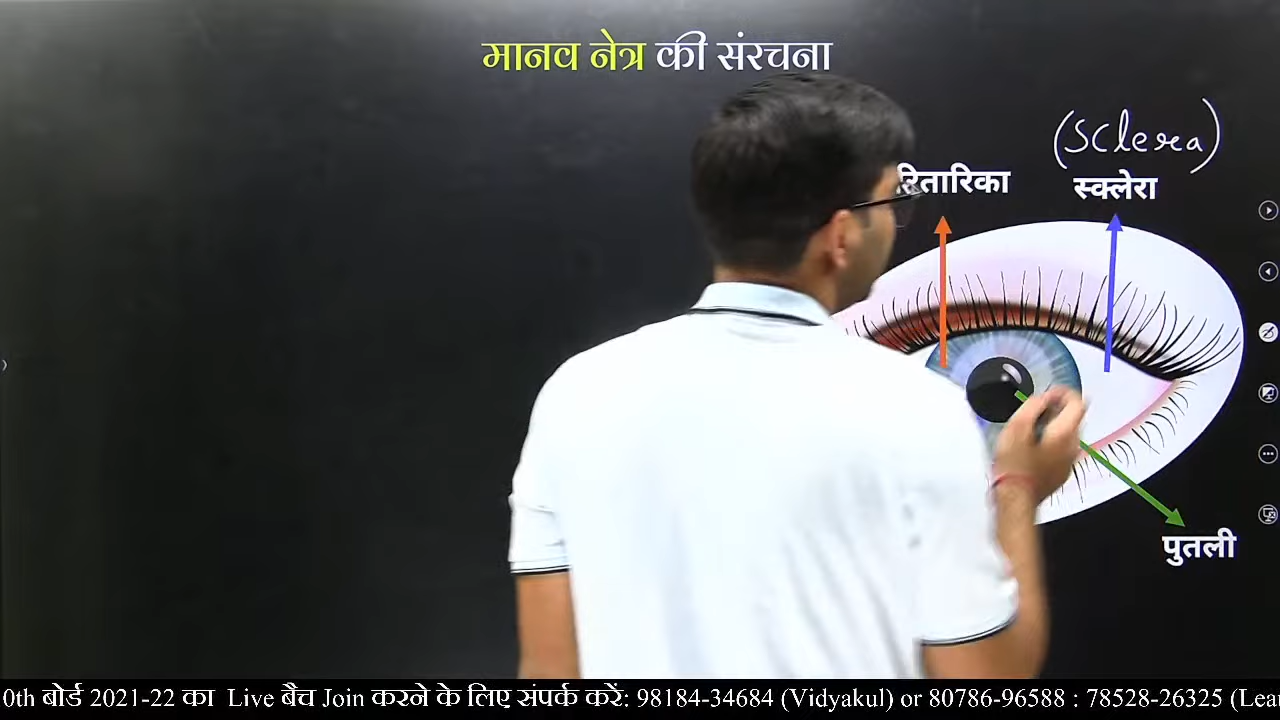 मानव नेत्र की संरचना
(Sclera)
रितारिका
स्क्लेरा
पुतली
0th बोर्ड 2021-22 का Live बैच Join करने के लिए संपर्क करें: 98184-34684 (Vidyakul) or 80786-96588 : 78528-26325 (Lea